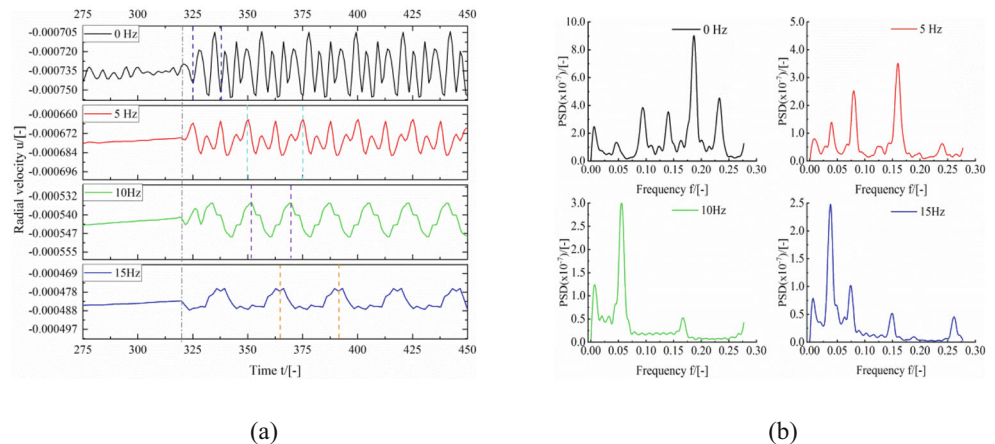 275 300 325 350 375 400 425 450
-0.000705
-0.000720
-0.000735
-0.000750
0 Hz
-0.000660
-0.000672
-0.000684
-0.000696
5 Hz
-0.000532
-0.000540
-0.000547
-0.000555
10Hz
-0.000469
-0.000478
-0.000488
-0.000497
15Hz
Radial velocity u/[-]
275 300 325 350 375 400 425 450
Time t/[-]
(a)
PSD(x10⁻⁷)/[-]
10.0
8.0
6.0
4.0
2.0
0.0
0 Hz
0.00 0.05 0.10 0.15 0.20 0.25 0.30
Frequency f/[-]
PSD(x10⁻⁷)/[-]
5.0
4.0
3.0
2.0
1.0
0.0
5 Hz
0.00 0.05 0.10 0.15 0.20 0.25 0.30
Frequency f/[-]
PSD(x10⁻⁷)/[-]
3.0
2.5
2.0
1.5
1.0
0.5
0.0
10Hz
0.00 0.05 0.10 0.15 0.20 0.25 0.30
Frequency f/[-]
PSD(x10⁻⁷)/[-]
2.5
2.0
1.5
1.0
0.5
0.0
15Hz
0.00 0.05 0.10 0.15 0.20 0.25 0.30
Frequency f/[-]
(b)